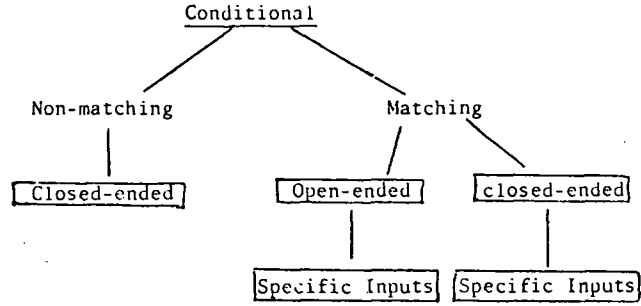 Conditional
Non-matching Matching
Closed-ended Open-ended closed-ended
Specific Inputs Specific Inputs